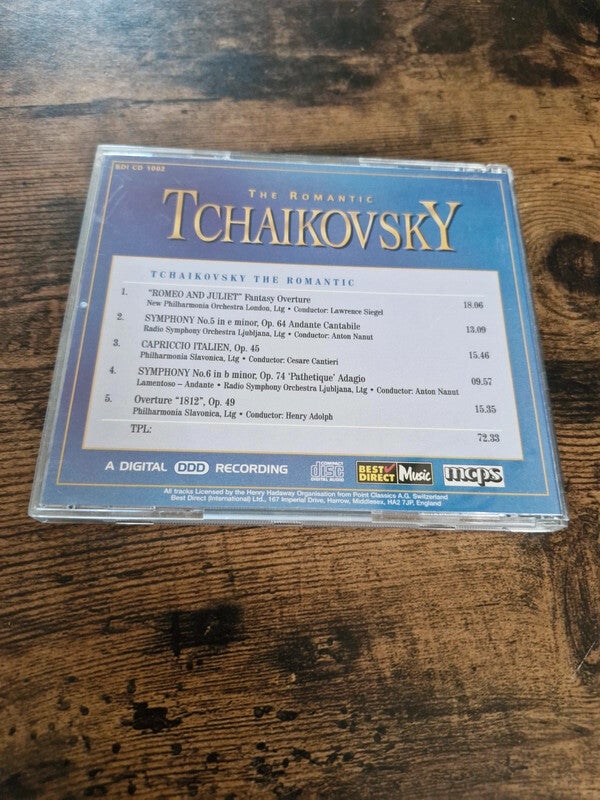 BDI CD 1002
THE ROMANTIC
TCHAIKOVSKY
TCHAIKOVSKY THE ROMANTIC
1. "ROMEO AND JULIET" Fantasy Overture 18.06
New Philharmonia Orchestra London, Ltg • Conductor: Lawrence Siegel
2. SYMPHONY No.5 in e minor, Op. 64 Andante Cantabile 13.09
Radio Symphony Orchestra Ljubljana, Ltg • Conductor: Anton Nanut
3. CAPRICCIO ITALIEN, Op. 45 15.46
Philharmonia Slavonica, Ltg • Conductor: Cesare Cantieri
4. SYMPHONY No.6 in b minor, Op. 74 'Pathetique' Adagio 09.57
Lamentoso – Andante • Radio Symphony Orchestra Ljubljana, Ltg • Conductor: Anton Nanut
5. Overture "1812", Op. 49 15.35
Philharmonia Slavonica, Ltg • Conductor: Henry Adolph
TPL: 72.33
A DIGITAL DDD RECORDING
COMPACT disc DIGITAL AUDIO
BEST DIRECT Music
mcps
All tracks Licensed by the Henry Hadaway Organisation from Point Classics A.G. Switzerland
Best Direct (International) Ltd., 167 Imperial Drive, Harrow, Middlesex, HA2 7JP, England